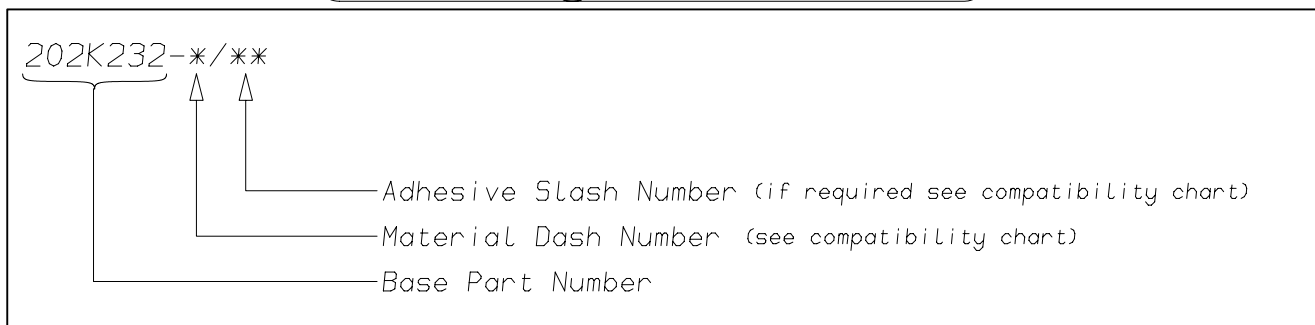 202K232-*/**
Adhesive Slash Number (if required see compatibility chart)
Material Dash Number (see compatibility chart)
Base Part Number